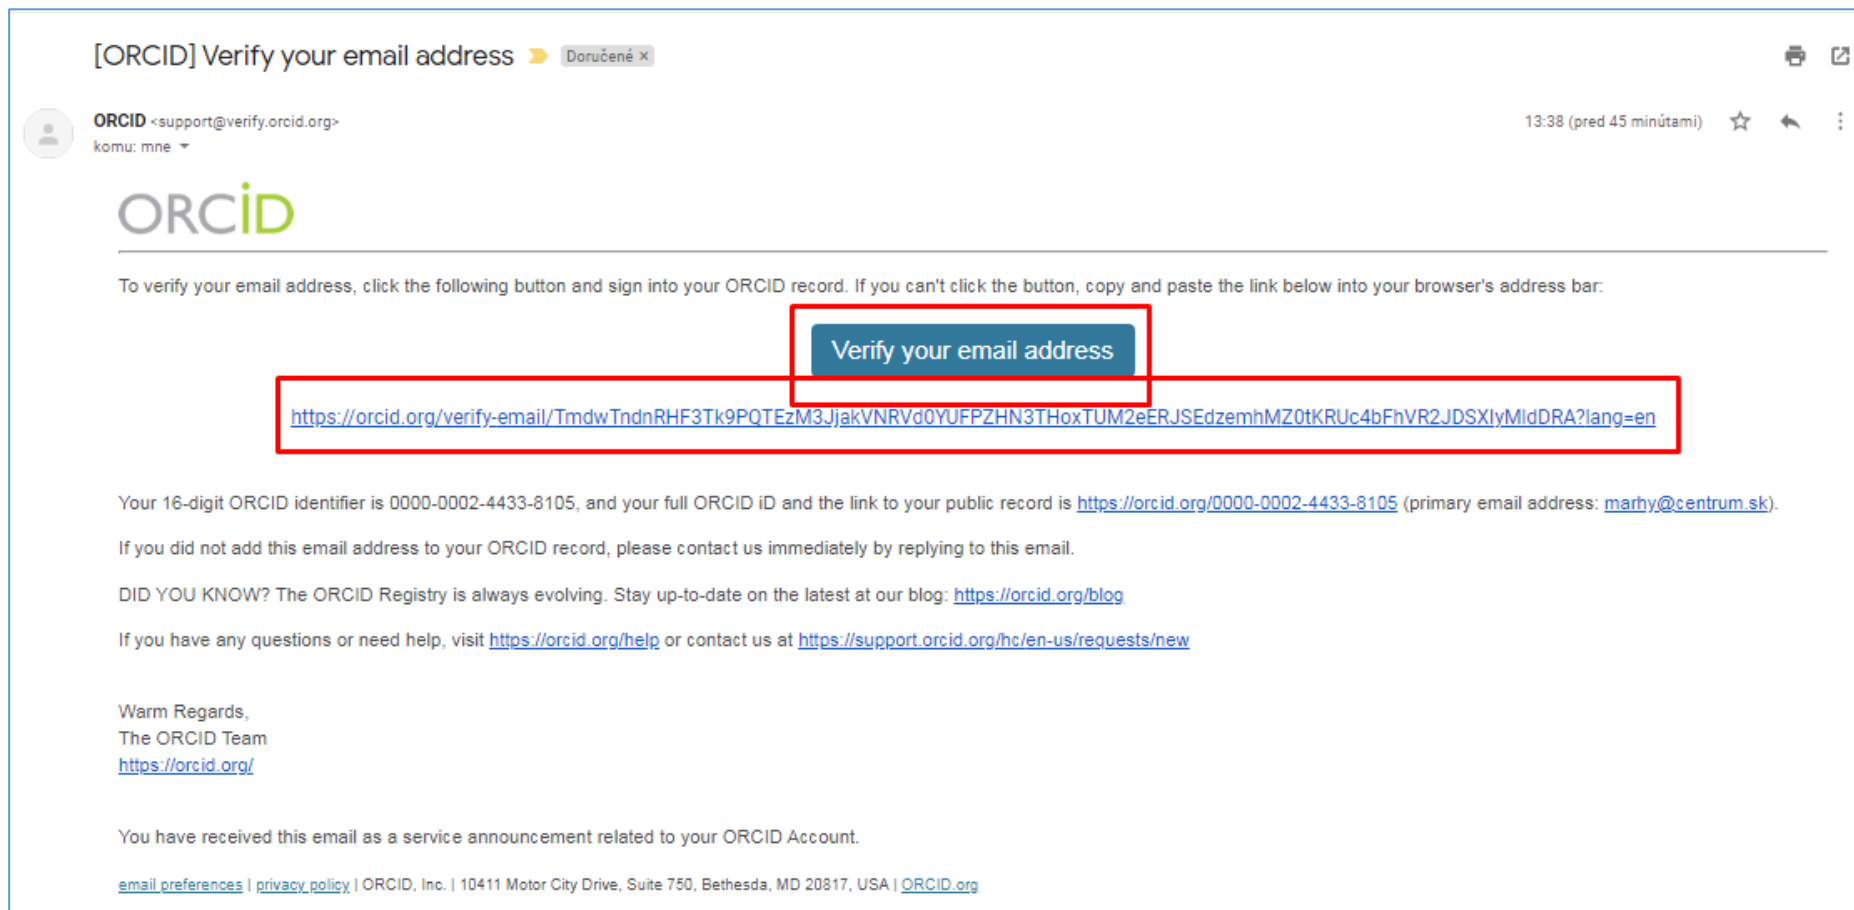 [ORCID] Verify your email address Doručené ×
ORCID <support@verify.orcid.org> 13:38 (pred 45 minútami)
komu: mne
ORCID
To verify your email address, click the following button and sign into your ORCID record. If you can't click the button, copy and paste the link below into your browser's address bar:
Verify your email address
https://orcid.org/verify-email/TmdwTndnRHF3Tk9PQTEzM3JjakVNRVd0YUFPZHN3THoxTUM2eERJSEdzemhMZ0tKRUc4bFhVR2JDSXIyMldDRA?lang=en
Your 16-digit ORCID identifier is 0000-0002-4433-8105, and your full ORCID iD and the link to your public record is https://orcid.org/0000-0002-4433-8105 (primary email address: marhy@centrum.sk).
If you did not add this email address to your ORCID record, please contact us immediately by replying to this email.
DID YOU KNOW? The ORCID Registry is always evolving. Stay up-to-date on the latest at our blog: https://orcid.org/blog
If you have any questions or need help, visit https://orcid.org/help or contact us at https://support.orcid.org/hc/en-us/requests/new
Warm Regards,
The ORCID Team
https://orcid.org/
You have received this email as a service announcement related to your ORCID Account.
email preferences | privacy policy | ORCID, Inc. | 10411 Motor City Drive, Suite 750, Bethesda, MD 20817, USA | ORCID.org